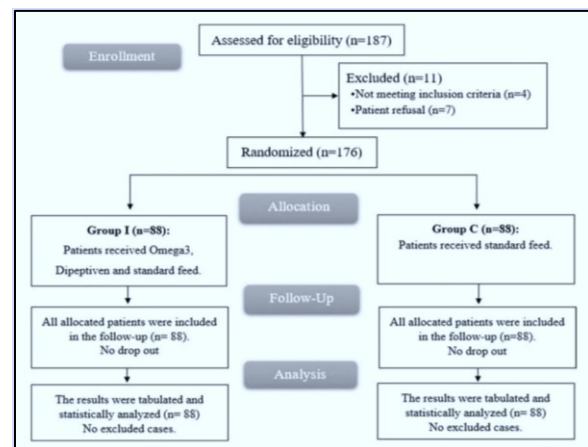 Assessed for eligibility (n=187)
Enrollment
Excluded (n=11)
•Not meeting inclusion criteria (n=4)
•Patient refusal (n=7)
Randomized (n=176)
Allocation
Group I (n=88):
Patients received Omega3,
Dipeptiven and standard feed.
Group C (n=88):
Patients received standard feed.
Follow-Up
All allocated patients were included
in the follow-up (n= 88).
No drop out
All allocated patients were included
in the follow-up (n=88).
No drop out
Analysis
The results were tabulated and
statistically analyzed (n= 88)
No excluded cases.
The results were tabulated and
statistically analyzed (n= 88)
No excluded cases.